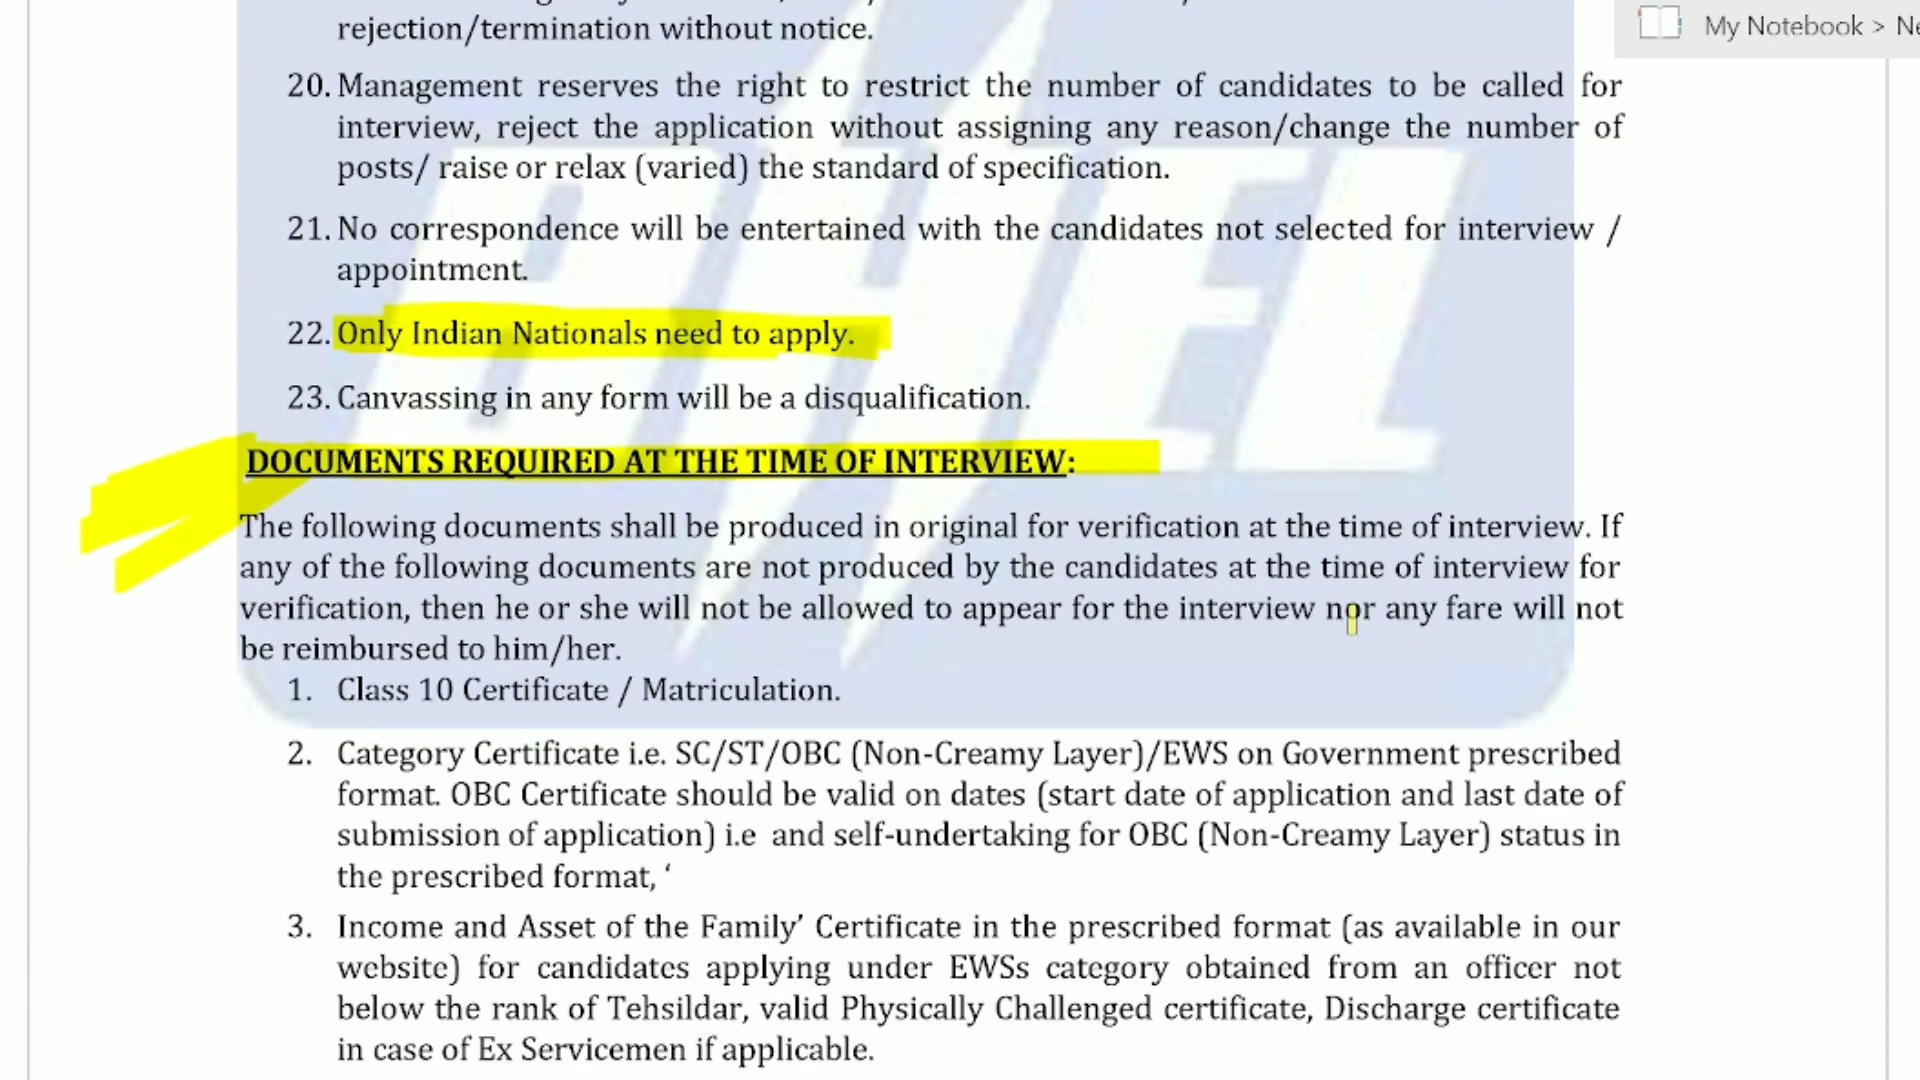 rejection/termination without notice.
My Notebook > Ne
20. Management reserves the right to restrict the number of candidates to be called for
interview, reject the application without assigning any reason/change the number of
posts/ raise or relax (varied) the standard of specification.
21. No correspondence will be entertained with the candidates not selected for interview /
appointment.
22. Only Indian Nationals need to apply.
23. Canvassing in any form will be a disqualification.
DOCUMENTS REQUIRED AT THE TIME OF INTERVIEW:
The following documents shall be produced in original for verification at the time of interview. If
any of the following documents are not produced by the candidates at the time of interview for
verification, then he or she will not be allowed to appear for the interview nor any fare will not
be reimbursed to him/her.
1. Class 10 Certificate / Matriculation.
2. Category Certificate i.e. SC/ST/OBC (Non-Creamy Layer)/EWS on Government prescribed
format. OBC Certificate should be valid on dates (start date of application and last date of
submission of application) i.e and self-undertaking for OBC (Non-Creamy Layer) status in
the prescribed format, ‘
3. Income and Asset of the Family’ Certificate in the prescribed format (as available in our
website) for candidates applying under EWSs category obtained from an officer not
below the rank of Tehsildar, valid Physically Challenged certificate, Discharge certificate
in case of Ex Servicemen if applicable.
BHEL